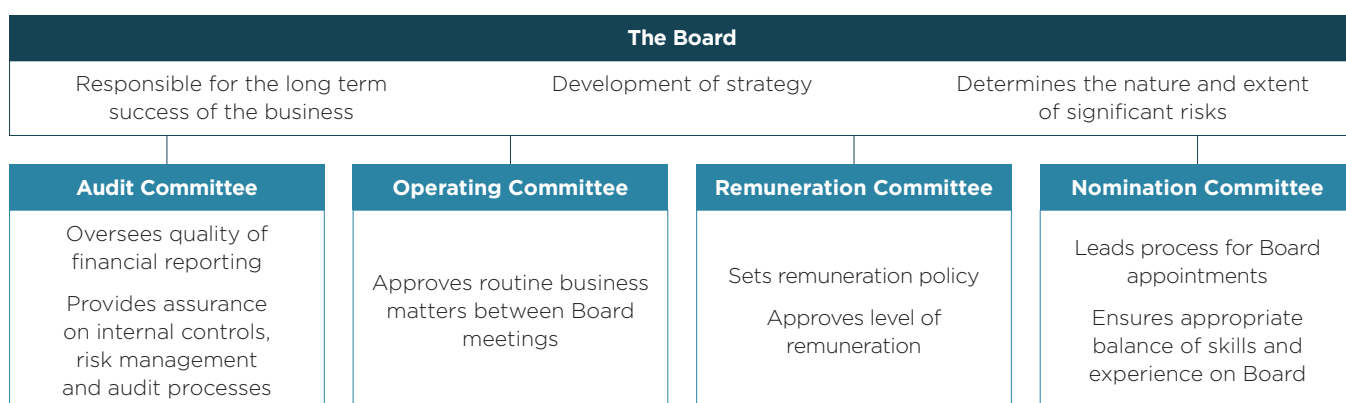 The Board
Responsible for the long term
success of the business
Development of strategy
Determines the nature and extent
of significant risks
Audit Committee
Oversees quality of
financial reporting
Provides assurance
on internal controls,
risk management
and audit processes
Operating Committee
Approves routine business
matters between Board
meetings
Remuneration Committee
Sets remuneration policy
Approves level of
remuneration
Nomination Committee
Leads process for Board
appointments
Ensures appropriate
balance of skills and
experience on Board